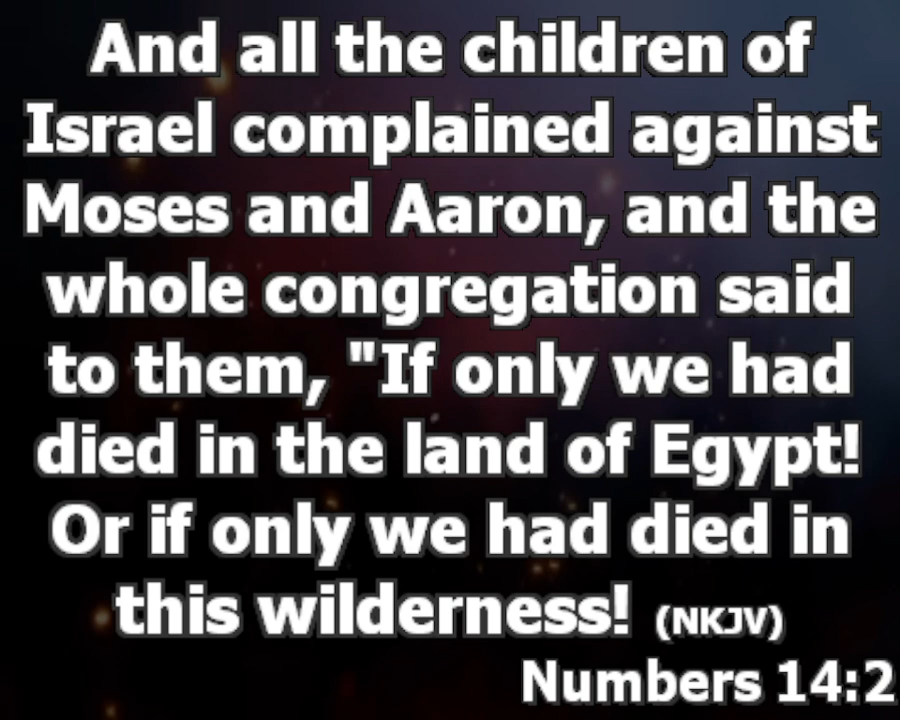 And all the children of
Israel complained against
Moses and Aaron, and the
whole congregation said
to them, "If only we had
died in the land of Egypt!
Or if only we had died in
this wilderness! (NKJV)
Numbers 14:2